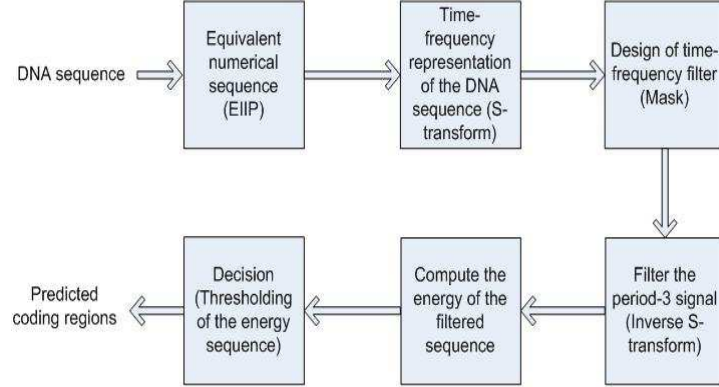 DNA sequence
Equivalent
numerical
sequence
(EIIP)
Time-
frequency
representation
of the DNA
sequence (S-
transform)
Design of time-
frequency filter
(Mask)
Filter the
period-3 signal
(Inverse S-
transform)
Compute the
energy of the
filtered
sequence
Decision
(Thresholding
of the energy
sequence)
Predicted
coding regions